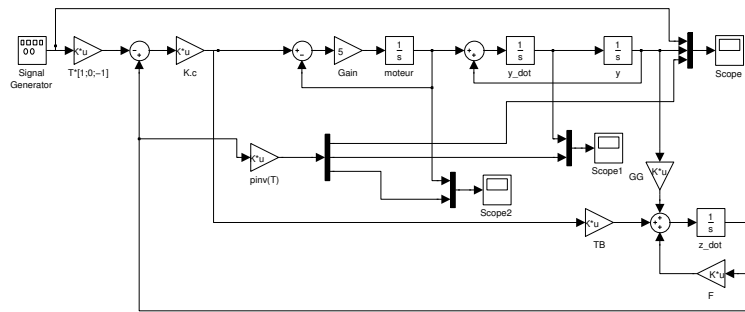 Signal
Generator
K*u
T*[1;0;−1]
K*u
K.c
5
Gain
1
s
moteur
1
s
y_dot
1
s
y
Scope
K*u
pinv(T)
Scope1
Scope2
K*u
GG
K*u
TB
1
s
z_dot
K*u
F